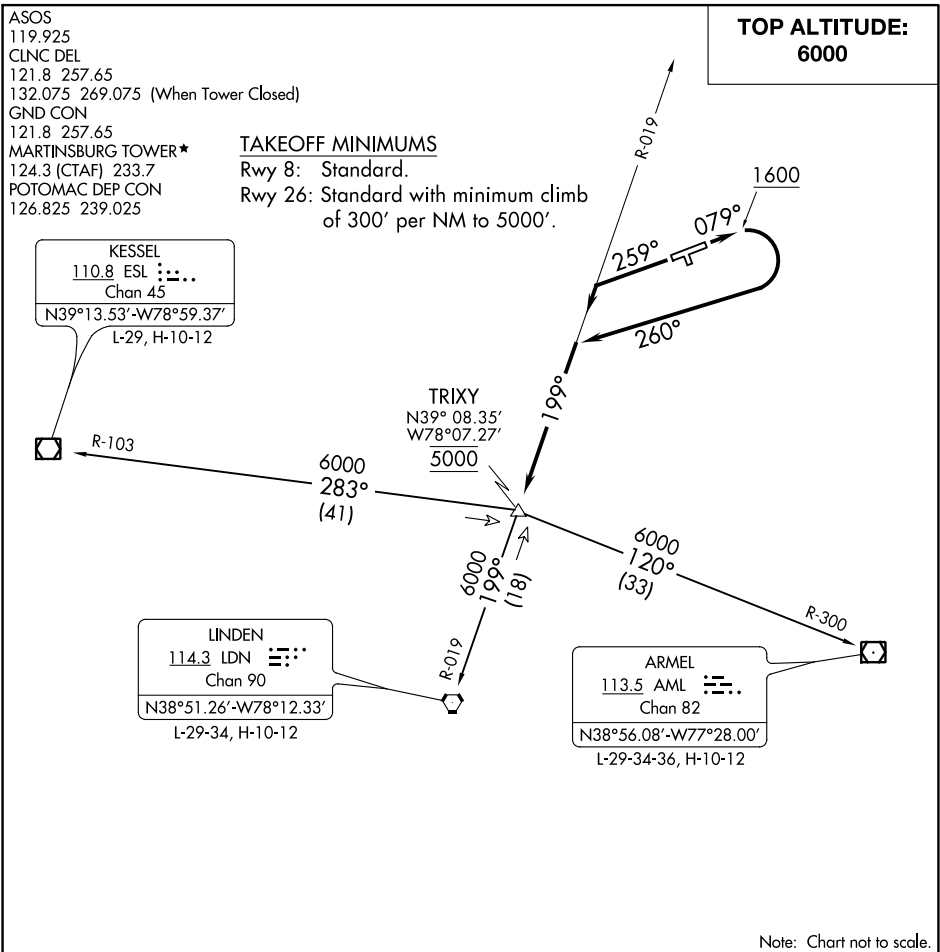 ASOS
119.925
CLNC DEL
121.8 257.65
132.075 269.075 (When Tower Closed)
GND CON
121.8 257.65
MARTINSBURG TOWER★
124.3 (CTAF) 233.7
POTOMAC DEP CON
126.825 239.025
TAKEOFF MINIMUMS
Rwy 8: Standard.
Rwy 26: Standard with minimum climb
of 300' per NM to 5000'.
TOP ALTITUDE:
6000
R-019
1600
079°
259°
260°
199°
KESSEL
110.8 ESL
Chan 45
N39°13.53'-W78°59.37'
L-29, H-10-12
TRIXY
N39° 08.35'
W78°07.27'
5000
R-103
6000
283°
(41)
6000
199°
(18)
R-019
6000
120°
(33)
R-300
LINDEN
114.3 LDN
Chan 90
N38°51.26'-W78°12.33'
L-29-34, H-10-12
ARMEL
113.5 AML
Chan 82
N38°56.08'-W77°28.00'
L-29-34-36, H-10-12
Note: Chart not to scale.